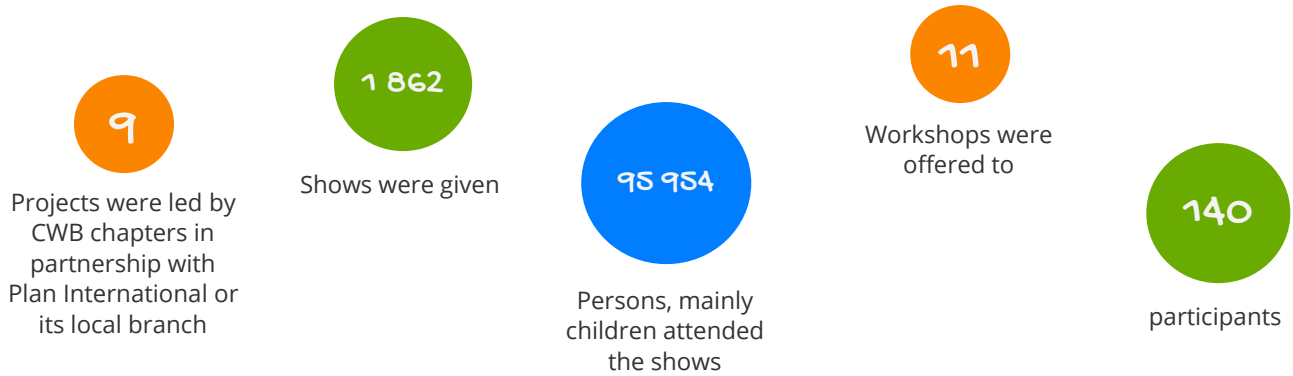 9
Projects were led by
CWB chapters in
partnership with
Plan International or
its local branch
1 862
Shows were given
95 954
Persons, mainly
children attended
the shows
11
Workshops were
offered to
140
participants